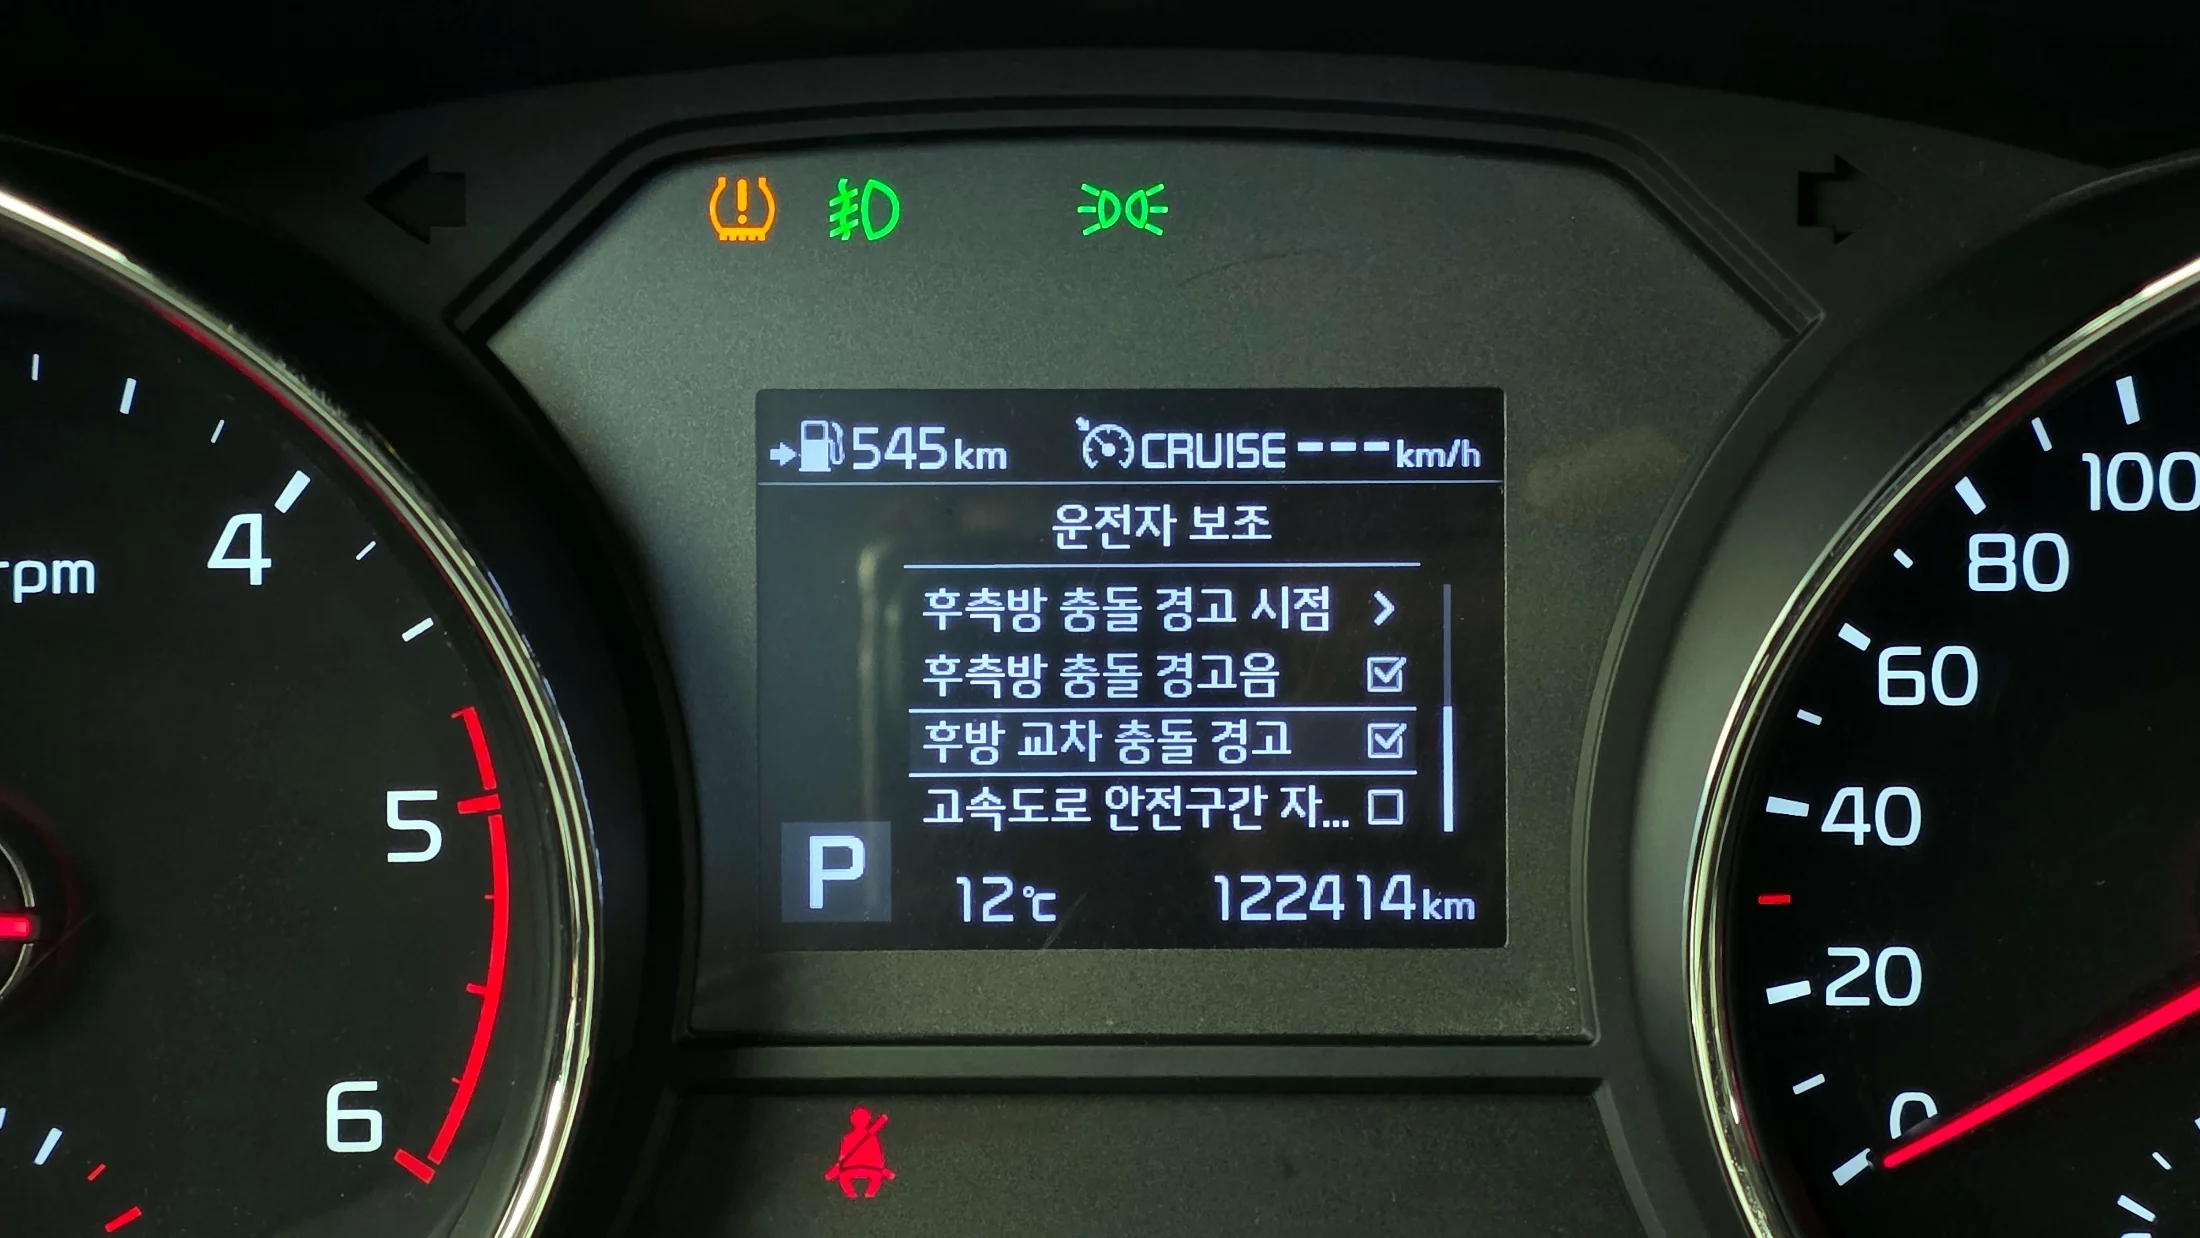 545km CRUISE ---km/h
운전자 보조
후측방 충돌 경고 시점 >
후측방 충돌 경고음
후방 교차 충돌 경고
고속도로 안전구간 자...
P 12℃ 122414km
rpm
4
5
6
100
80
60
40
20
0